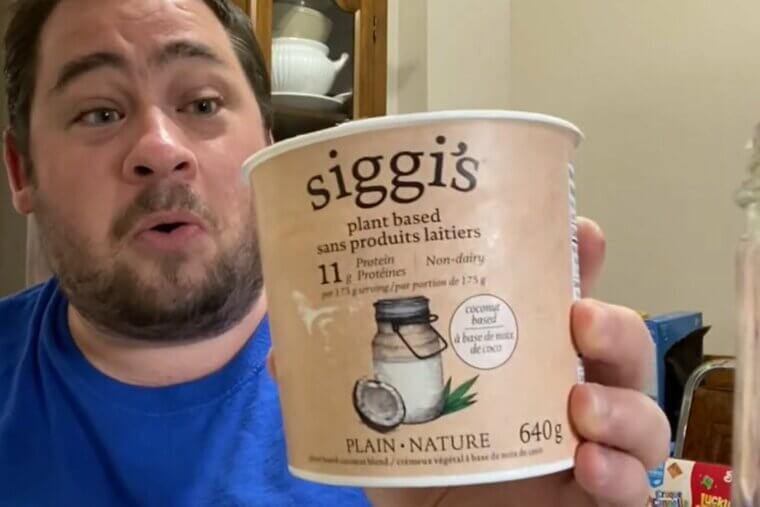 siggi's
plant based
sans produits laitiers
11 g Protein Protéines Non-dairy
per 175 g serving/par portion de 175 g
coconut
based
à base de noix
de coco
PLAIN • NATURE 640g
plant based coconut blend / crémeux végétal à base de noix de coco
Croque
Cannelle